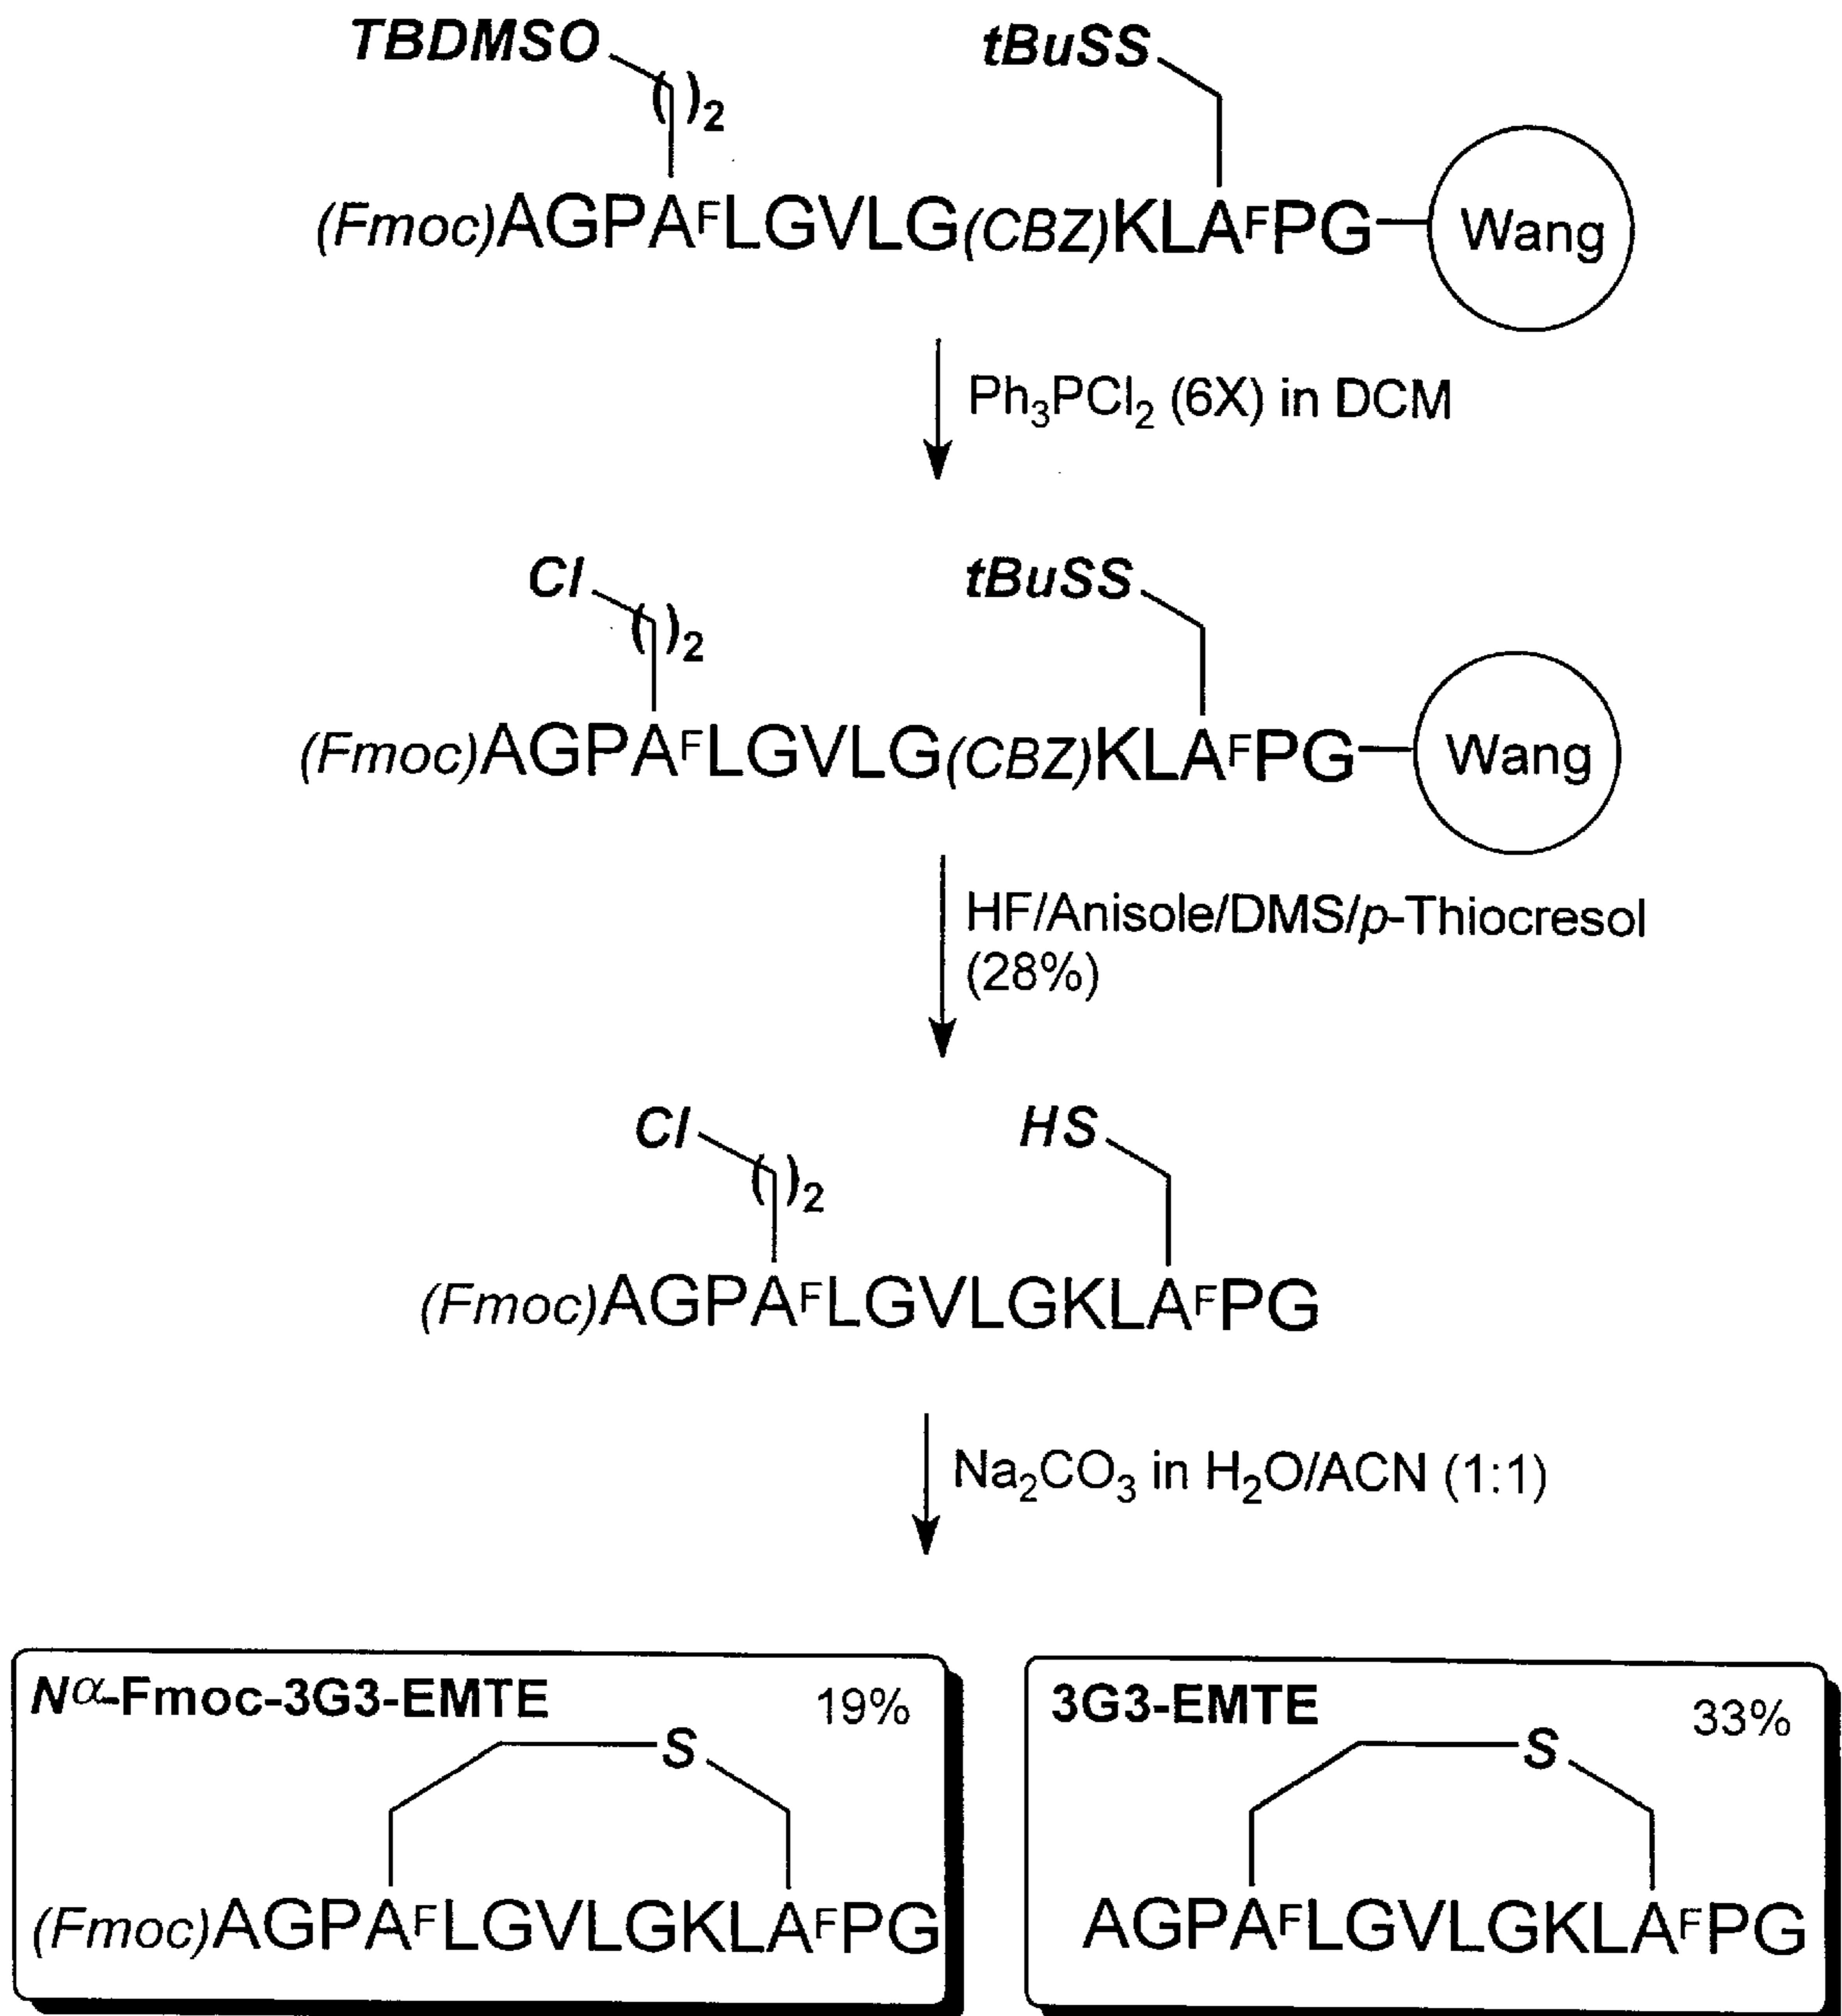 TBDMSO
tBuSS
( )2
(Fmoc)AGPAFLGVLG(CBZ)KLAFPG
Wang
Ph3PCl2 (6X) in DCM
Cl
tBuSS
( )2
(Fmoc)AGPAFLGVLG(CBZ)KLAFPG
Wang
HF/Anisole/DMS/p-Thiocresol
(28%)
Cl
HS
( )2
(Fmoc)AGPAFLGVLGKLAFPG
Na2CO3 in H2O/ACN (1:1)
Nα-Fmoc-3G3-EMTE 19%
S
(Fmoc)AGPAFLGVLGKLAFPG
3G3-EMTE 33%
S
AGPAFLGVLGKLAFPG